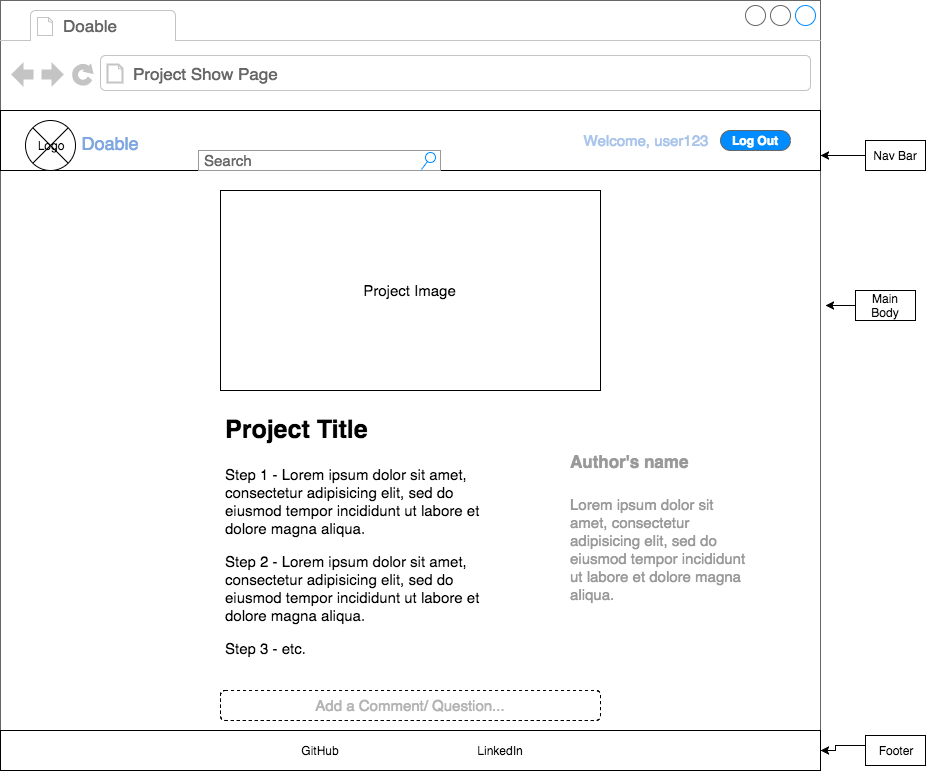 Doable
Project Show Page
Logo
Doable
Search
Welcome, user123
Log Out
Nav Bar
Project Image
Main
Body
Project Title
Step 1 - Lorem ipsum dolor sit amet,
consectetur adipisicing elit, sed do
eiusmod tempor incididunt ut labore et
dolore magna aliqua.
Step 2 - Lorem ipsum dolor sit amet,
consectetur adipisicing elit, sed do
eiusmod tempor incididunt ut labore et
dolore magna aliqua.
Step 3 - etc.
Author's name
Lorem ipsum dolor sit
amet, consectetur
adipisicing elit, sed do
eiusmod tempor incididunt
ut labore et dolore magna
aliqua.
Add a Comment/ Question...
GitHub
LinkedIn
Footer